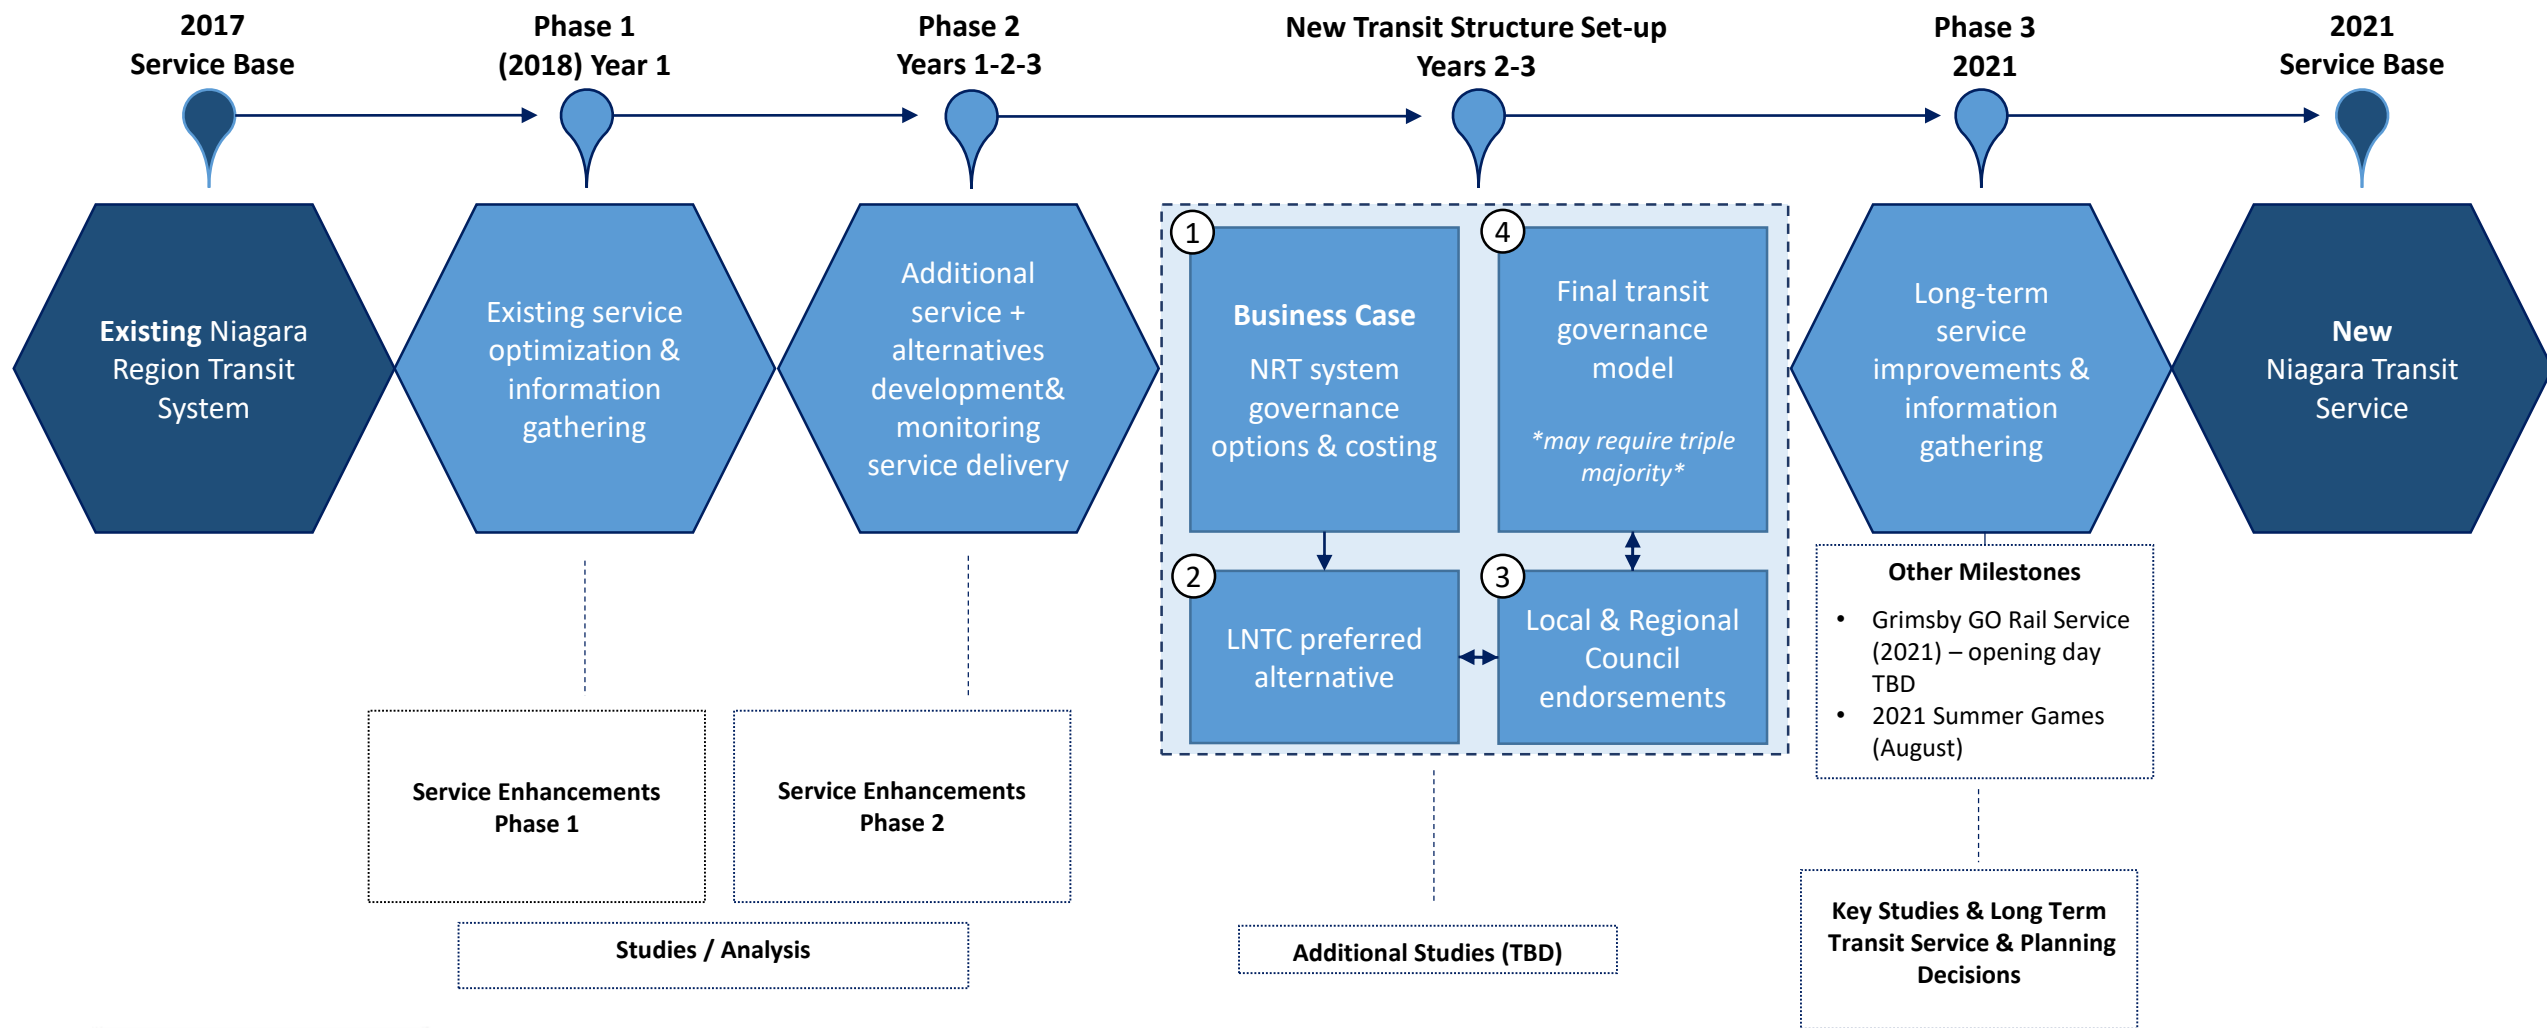 2017
Service Base
Phase 1
(2018) Year 1
Phase 2
Years 1-2-3
New Transit Structure Set-up
Years 2-3
Phase 3
2021
2021
Service Base
Existing Niagara
Region Transit
System
Existing service
optimization &
information
gathering
Additional
service +
alternatives
development&
monitoring
service delivery
1
Business Case
NRT system
governance
options & costing
2
LNTC preferred
alternative
3
Local & Regional
Council
endorsements
4
Final transit
governance
model
*may require triple
majority*
Long-term
service
improvements &
information
gathering
New
Niagara Transit
Service
Service Enhancements
Phase 1
Service Enhancements
Phase 2
Studies / Analysis
Additional Studies (TBD)
Other Milestones
• Grimsby GO Rail Service
(2021) – opening day
TBD
• 2021 Summer Games
(August)
Key Studies & Long Term
Transit Service & Planning
Decisions